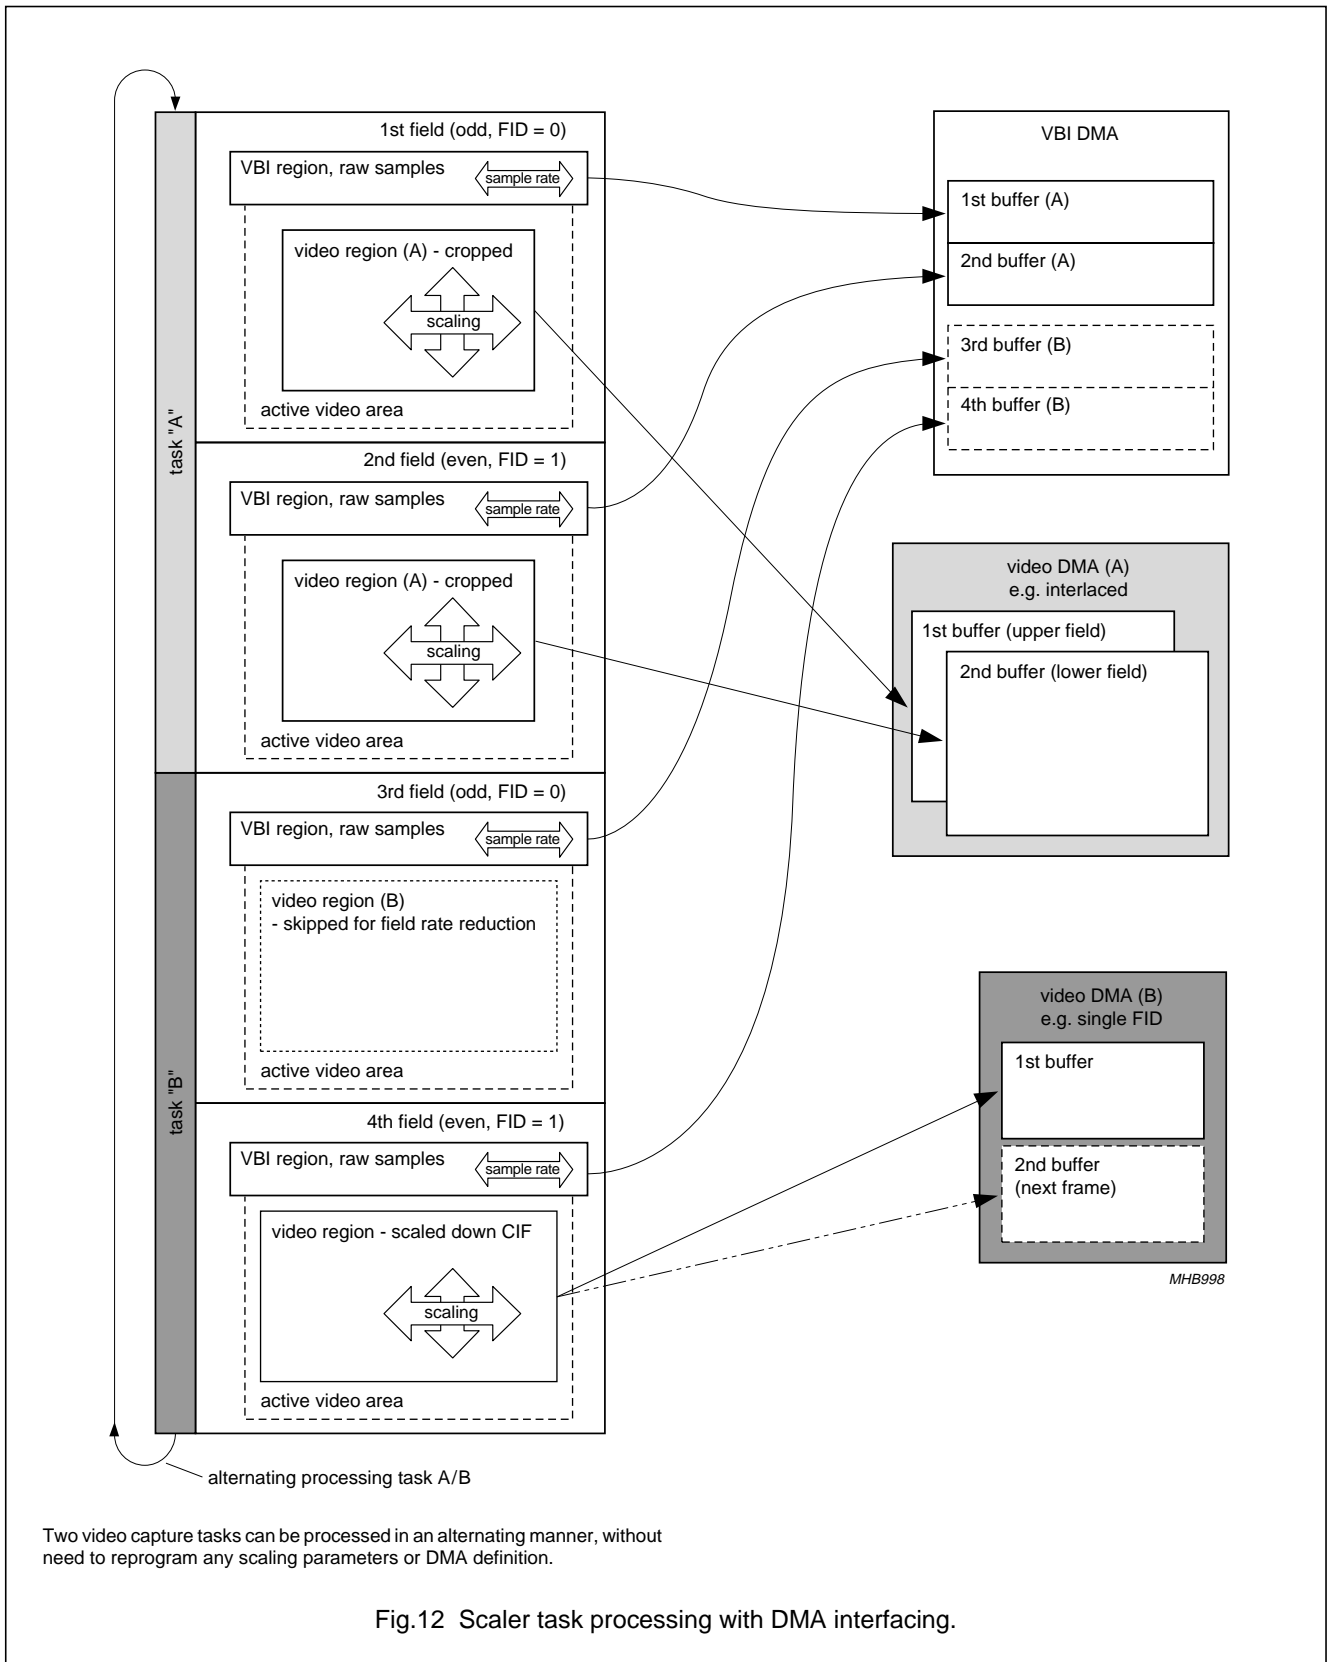 1st field (odd, FID = 0)
VBI region, raw samples
sample rate
video region (A) - cropped
scaling
active video area
task "A"
2nd field (even, FID = 1)
VBI region, raw samples
sample rate
video region (A) - cropped
scaling
active video area
3rd field (odd, FID = 0)
VBI region, raw samples
sample rate
video region (B)
- skipped for field rate reduction
active video area
task "B"
4th field (even, FID = 1)
VBI region, raw samples
sample rate
video region - scaled down CIF
scaling
active video area
alternating processing task A/B
VBI DMA
1st buffer (A)
2nd buffer (A)
3rd buffer (B)
4th buffer (B)
video DMA (A)
e.g. interlaced
1st buffer (upper field)
2nd buffer (lower field)
video DMA (B)
e.g. single FID
1st buffer
2nd buffer
(next frame)
MHB998
Two video capture tasks can be processed in an alternating manner, without
need to reprogram any scaling parameters or DMA definition.
Fig.12 Scaler task processing with DMA interfacing.